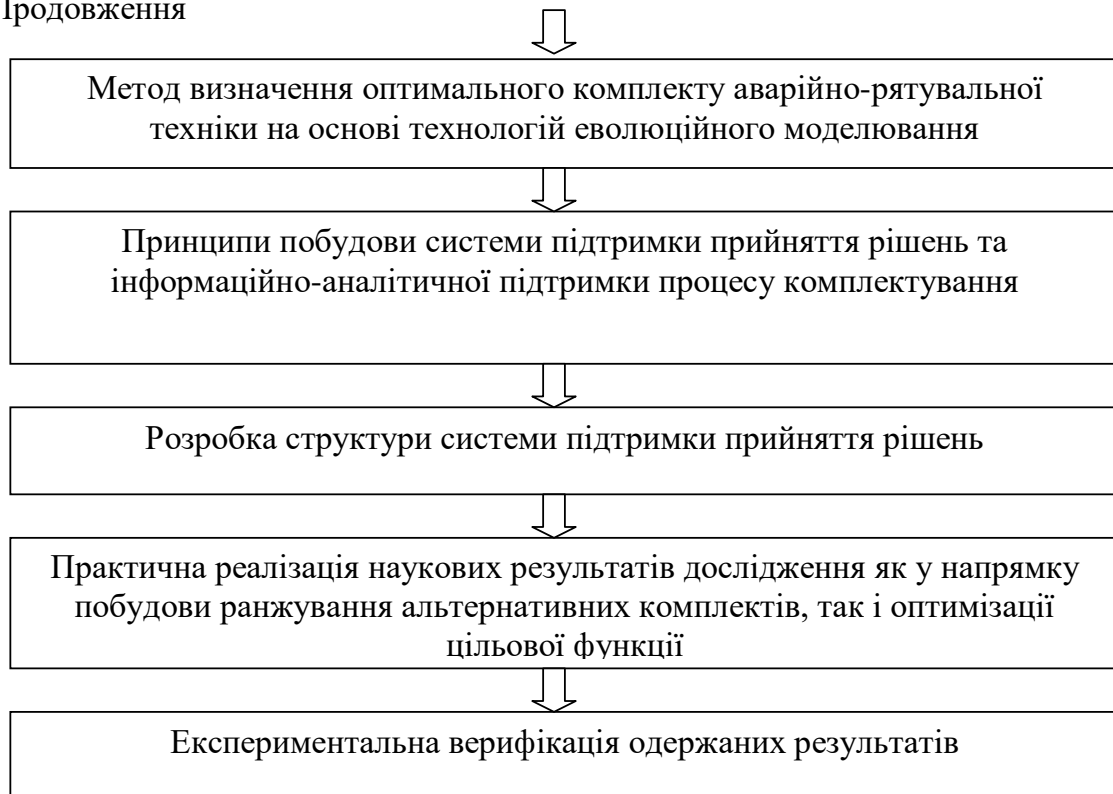 Продовження
Метод визначення оптимального комплекту аварійно-рятувальної
техніки на основі технологій еволюційного моделювання
Принципи побудови системи підтримки прийняття рішень та
інформаційно-аналітичної підтримки процесу комплектування
Розробка структури системи підтримки прийняття рішень
Практична реалізація наукових результатів дослідження як у напрямку
побудови ранжування альтернативних комплектів, так і оптимізації
цільової функції
Експериментальна верифікація одержаних результатів